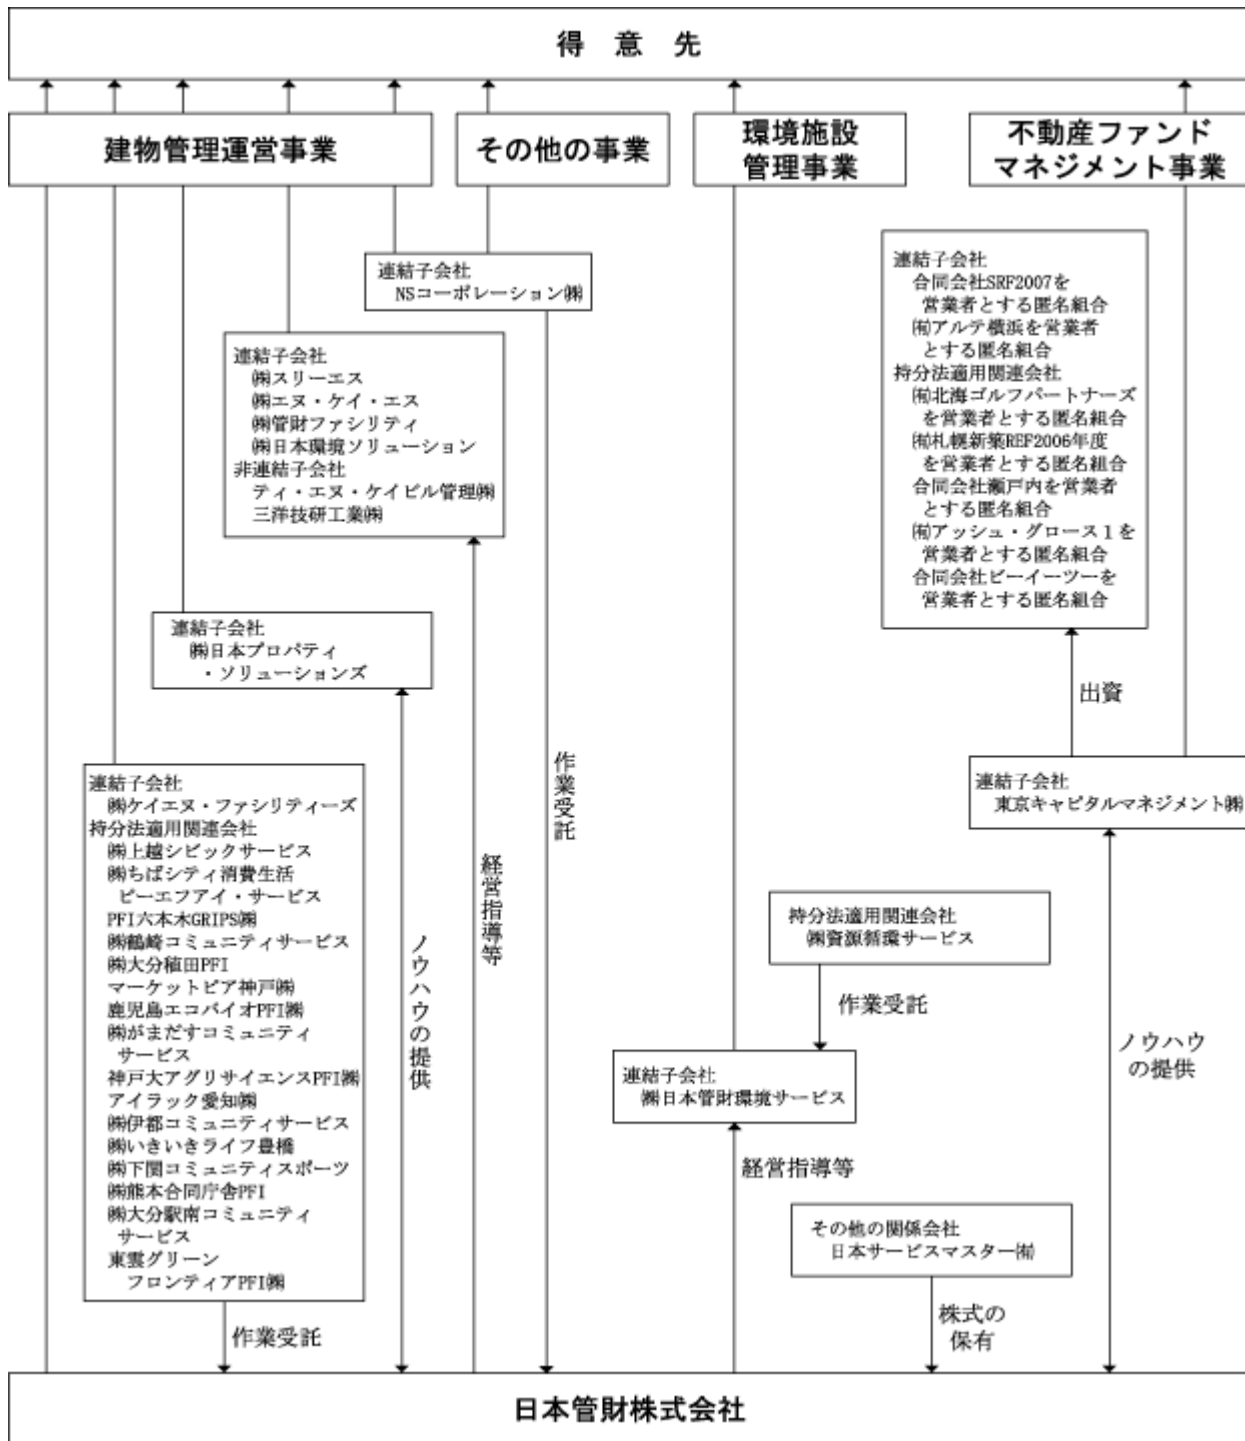 得 意 先
建物管理運営事業
その他の事業
環境施設
管理事業
不動産ファンド
マネジメント事業
連結子会社
NSコーポレーション㈱
連結子会社
㈱スリーエス
㈱エヌ・ケイ・エス
㈱管財ファシリティ
㈱日本環境ソリューション
非連結子会社
ティ・エヌ・ケイビル管理㈱
三洋技研工業㈱
連結子会社
㈱日本プロパティ
・ソリューションズ
連結子会社
㈱ケイエヌ・ファシリティーズ
持分法適用関連会社
㈱上越シビックサービス
㈱ちばシティ消費生活
ピーエフアイ・サービス
PFI六本木GRIPS㈱
㈱鶴崎コミュニティサービス
㈱大分稙田PFI
マーケットピア神戸㈱
鹿児島エコバイオPFI㈱
㈱がまだすコミュニティ
サービス
神戸大アグリサイエンスPFI㈱
アイラック愛知㈱
㈱伊都コミュニティサービス
㈱いきいきライフ豊橋
㈱下関コミュニティスポーツ
㈱熊本合同庁舎PFI
㈱大分駅南コミュニティ
サービス
東雲グリーン
フロンティアPFI㈱
作業受託
ノウハウの提供
経営指導等
作業受託
連結子会社
合同会社SRF2007を
営業者とする匿名組合
㈲アルテ横浜を営業者
とする匿名組合
持分法適用関連会社
㈲北海ゴルフパートナーズ
を営業者とする匿名組合
㈲札幌新築REF2006年度
を営業者とする匿名組合
合同会社瀬戸内を営業者
とする匿名組合
㈲アッシュ・グロース1を
営業者とする匿名組合
合同会社ビーイーツーを
営業者とする匿名組合
出資
連結子会社
東京キャピタルマネジメント㈱
持分法適用関連会社
㈱資源循環サービス
作業受託
連結子会社
㈱日本管財環境サービス
経営指導等
ノウハウ
の提供
その他の関係会社
日本サービスマスター㈲
株式の
保有
日本管財株式会社